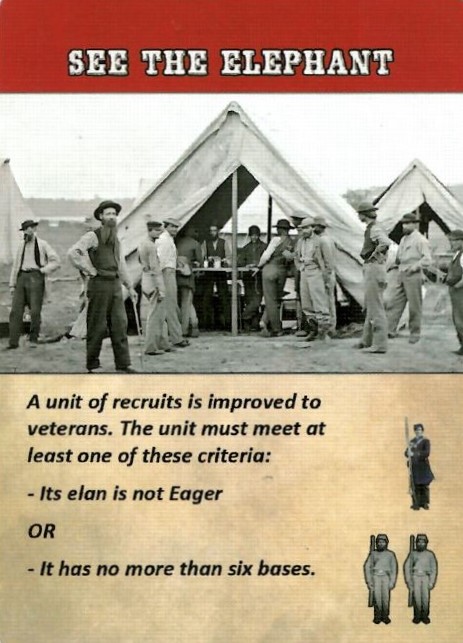 SEE THE ELEPHANT
A unit of recruits is improved to
veterans. The unit must meet at
least one of these criteria:
- Its elan is not Eager
OR
- It has no more than six bases.